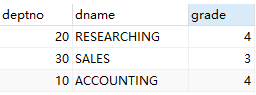 deptno dname grade
20 RESEARCHING 4
30 SALES 3
10 ACCOUNTING 4